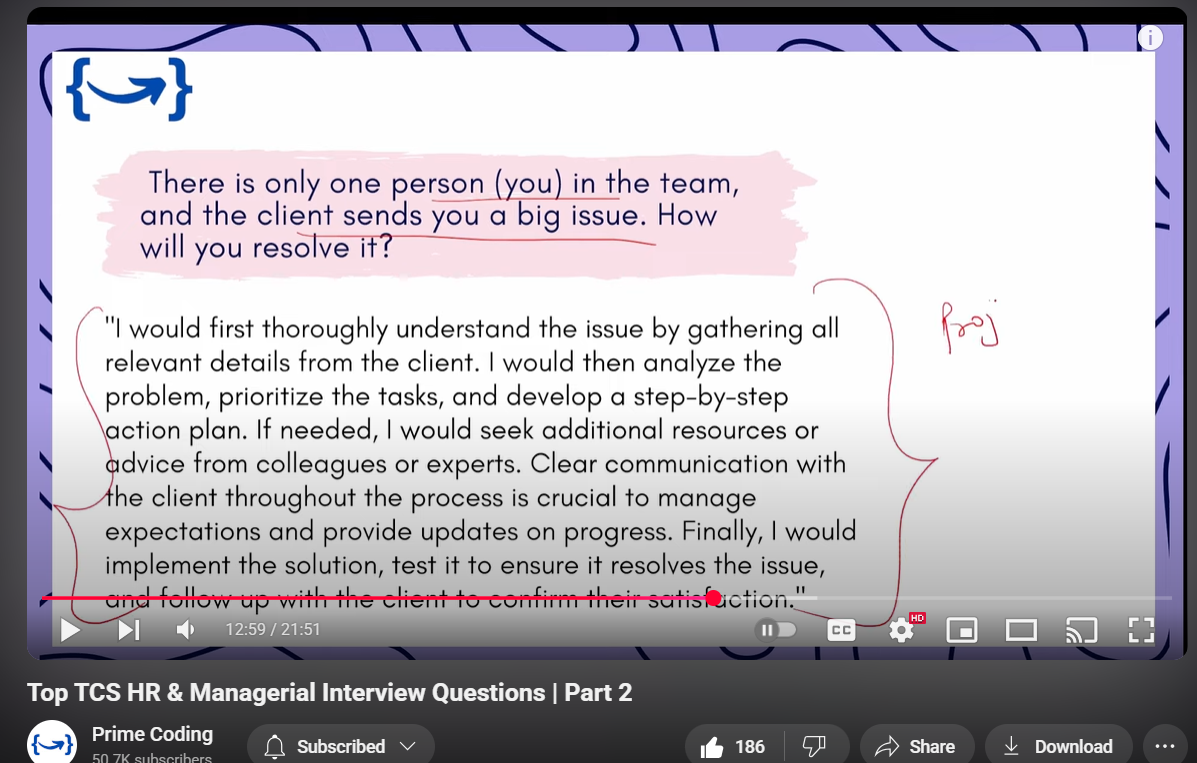 i
There is only one person (you) in the team,
and the client sends you a big issue. How
will you resolve it?
"I would first thoroughly understand the issue by gathering all
relevant details from the client. I would then analyze the
problem, prioritize the tasks, and develop a step-by-step
action plan. If needed, I would seek additional resources or
advice from colleagues or experts. Clear communication with
the client throughout the process is crucial to manage
expectations and provide updates on progress. Finally, I would
implement the solution, test it to ensure it resolves the issue,
and follow up with the client to confirm their satisfaction."
Proj
12:59 / 21:51
CC
HD
Top TCS HR & Managerial Interview Questions | Part 2
Prime Coding
50.7K subscribers
Subscribed
186
Share
Download